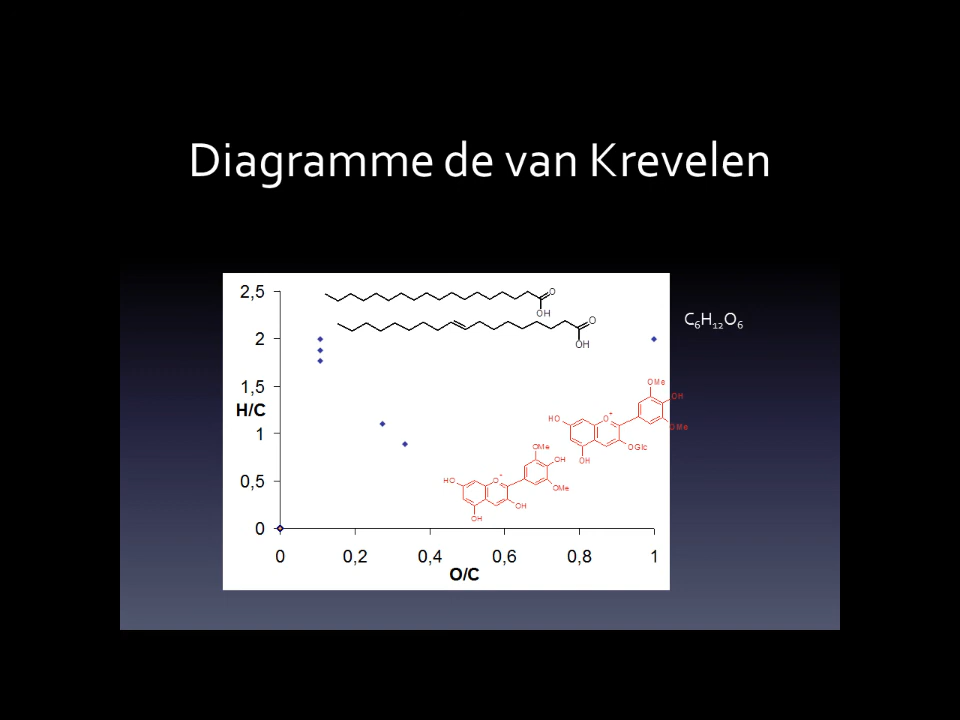 Diagramme de van Krevelen
2,5
2
1,5
H/C
1
0,5
0
0 0,2 0,4 0,6 0,8 1
O/C
C₆H₁₂O₆
O
OH
O
OH
OMe
OH
OMe
HO
O⁺
OGlc
OH
OMe
OH
OMe
HO
O⁺
OH
OH